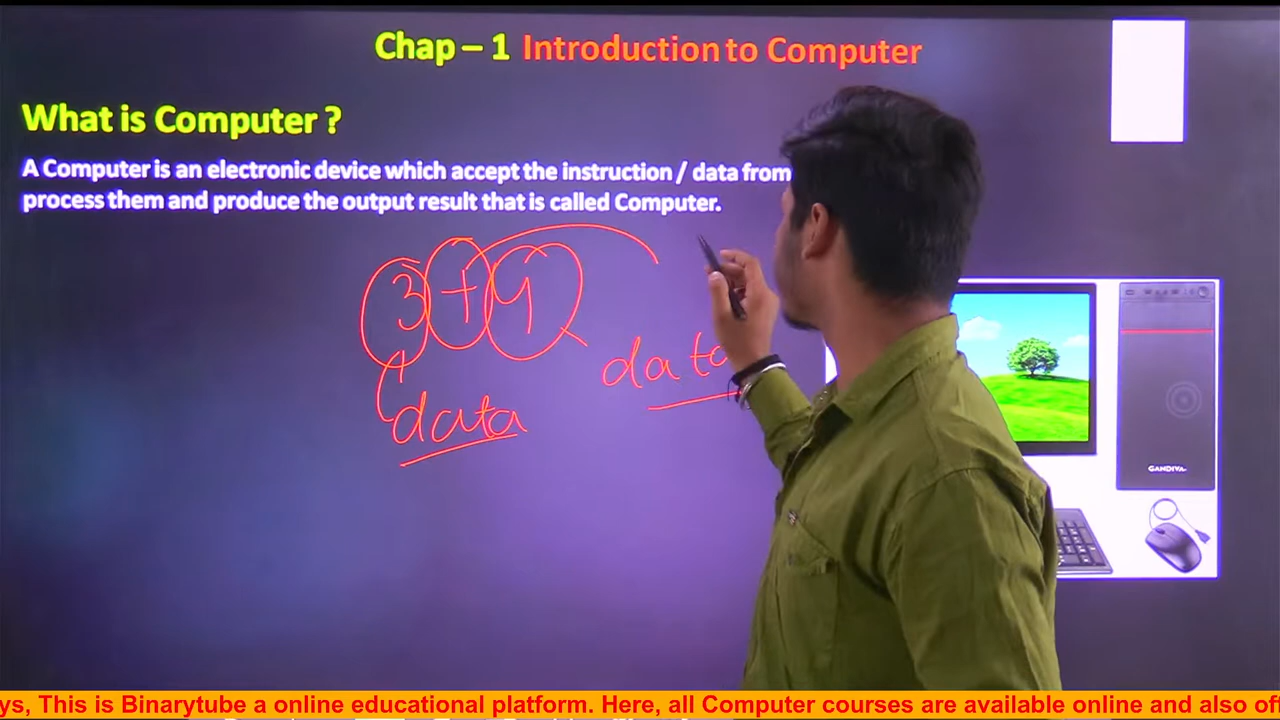 Chap – 1 Introduction to Computer
What is Computer ?
A Computer is an electronic device which accept the instruction / data from
process them and produce the output result that is called Computer.
3 + 9
data
data
GANDIVA
ys, This is Binarytube a online educational platform. Here, all Computer courses are available online and also of